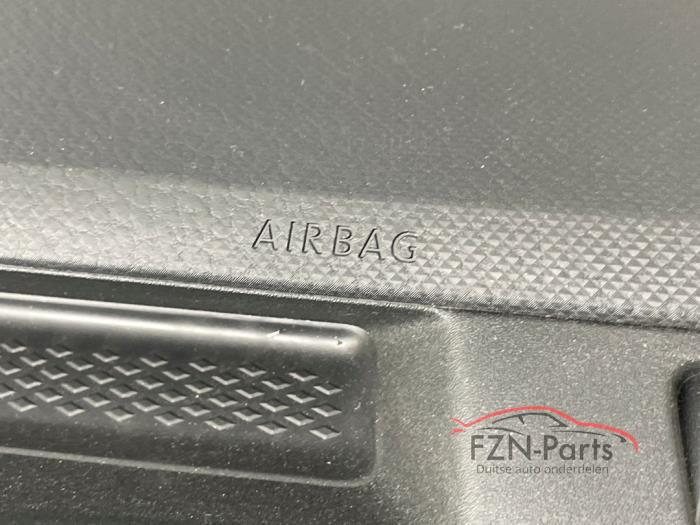 AIRBAG
FZN-Parts
Duitse auto onderdelen